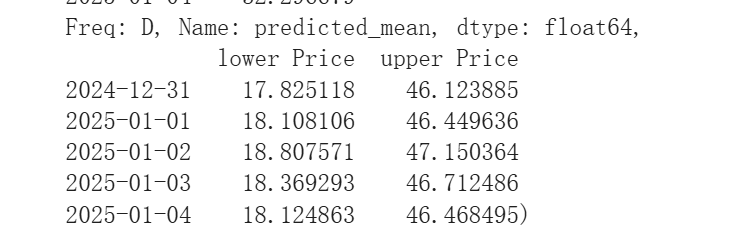 Freq: D, Name: predicted_mean, dtype: float64,
lower Price  upper Price
2024-12-31    17.825118    46.123885
2025-01-01    18.108106    46.449636
2025-01-02    18.807571    47.150364
2025-01-03    18.369293    46.712486
2025-01-04    18.124863    46.468495)